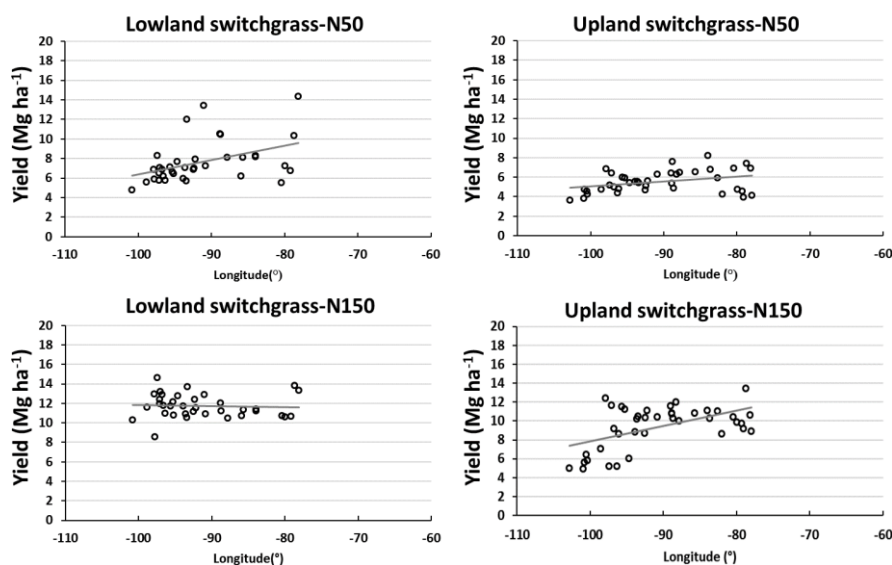 Lowland switchgrass-N50
Yield (Mg ha-1)
20
18
16
14
12
10
8
6
4
2
0
-110 -100 -90 -80 -70 -60
Longitude(°)
Upland switchgrass-N50
Yield (Mg ha-1)
20
18
16
14
12
10
8
6
4
2
0
-110 -100 -90 -80 -70 -60
Longitude (°)
Lowland switchgrass-N150
Yield (Mg ha-1)
20
18
16
14
12
10
8
6
4
2
0
-110 -100 -90 -80 -70 -60
Longitude(°)
Upland switchgrass-N150
Yield (Mg ha-1)
20
18
16
14
12
10
8
6
4
2
0
-110 -100 -90 -80 -70 -60
Longitude (°)